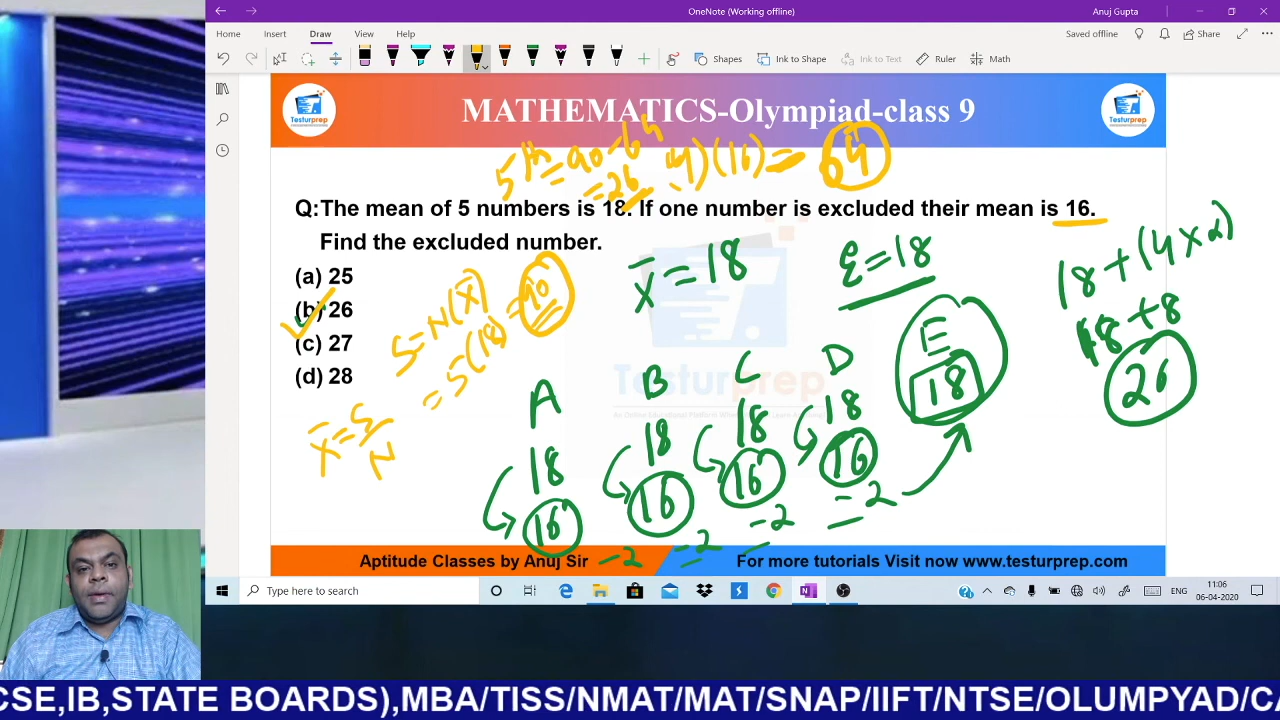 OneNote (Working offline)
Anuj Gupta
Home Insert Draw View Help
Saved offline
Share
Shapes
Ink to Shape
Ink to Text
Ruler
Math
Testurprep
MATHEMATICS-Olympiad-class 9
Testurprep
5th = 90 - 64
= 26
(4)(16) = 64
Q:The mean of 5 numbers is 18. If one number is excluded their mean is 16.
Find the excluded number.
(a) 25
(b) 26
(c) 27
(d) 28
S=N(x̄) = 90
= 5(18)
x̄ = S/N
x̄ = 18
E = 18
18 + (4 x 2)
18 + 8
26
A B C D E
18 18 18 18 18
16 16 16 16
-2 -2 -2 -2
Testurprep
Aptitude Classes by Anuj Sir
For more tutorials Visit now www.testurprep.com
Type here to search
ENG
11:06
06-04-2020
CSE,IB,STATE BOARDS),MBA/TISS/NMAT/MAT/SNAP/IIFT/NTSE/OLUMPYAD/CA